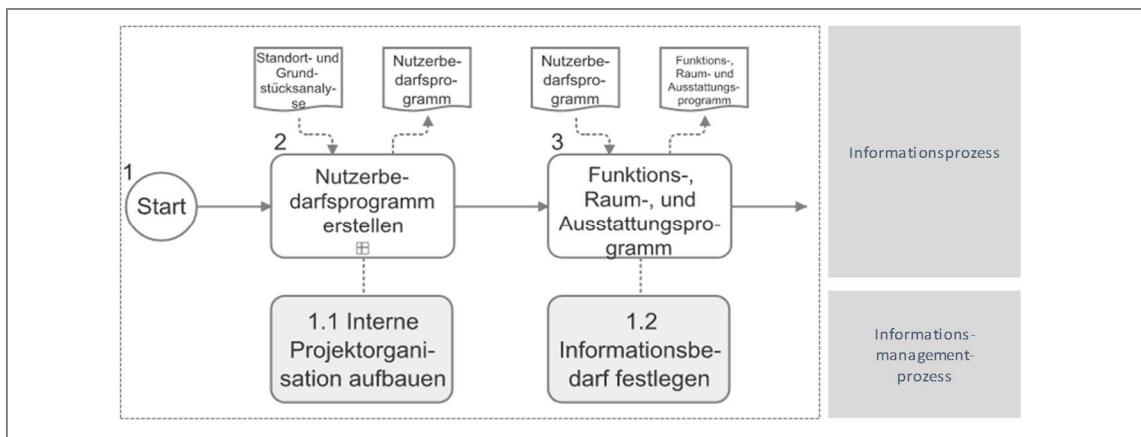 Standort- und
Grund-
stücksanaly-
se
Nutzerbe-
darfspro-
gramm
Nutzerbe-
darfspro-
gramm
Funktions-,
Raum- und
Ausstattungs-
programm
1
Start
2
Nutzerbe-
darfsprogramm
erstellen
3
Funktions-,
Raum-, und
Ausstattungspro-
gramm
1.1 Interne
Projektorgani-
sation aufbauen
1.2
Informationsbe-
darf festlegen
Informationsprozess
Informations-
management-
prozess